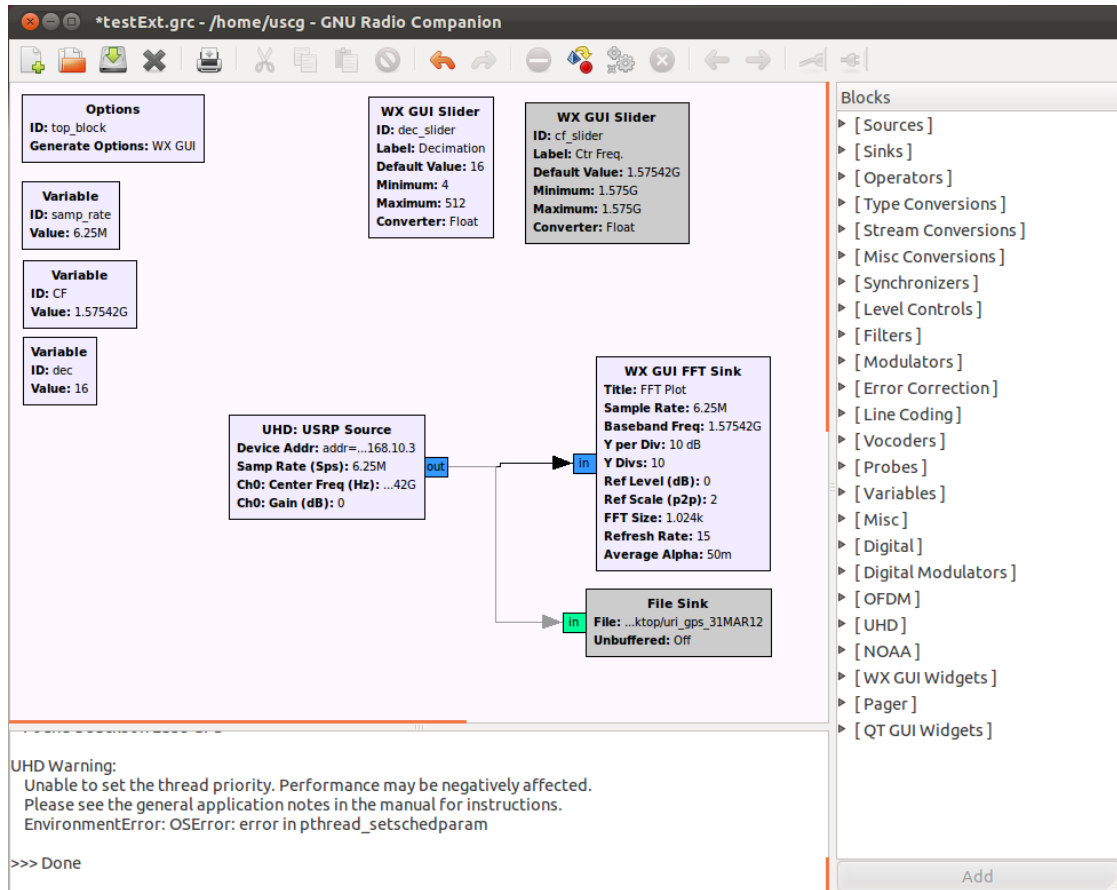 *testExt.grc - /home/uscg - GNU Radio Companion
Options
ID: top_block
Generate Options: WX GUI
Variable
ID: samp_rate
Value: 6.25M
Variable
ID: CF
Value: 1.57542G
Variable
ID: dec
Value: 16
WX GUI Slider
ID: dec_slider
Label: Decimation
Default Value: 16
Minimum: 4
Maximum: 512
Converter: Float
WX GUI Slider
ID: cf_slider
Label: Ctr Freq.
Default Value: 1.57542G
Minimum: 1.575G
Maximum: 1.575G
Converter: Float
UHD: USRP Source
Device Addr: addr=...168.10.3
Samp Rate (Sps): 6.25M
Ch0: Center Freq (Hz): ...42G
Ch0: Gain (dB): 0
out
in
WX GUI FFT Sink
Title: FFT Plot
Sample Rate: 6.25M
Baseband Freq: 1.57542G
Y per Div: 10 dB
Y Divs: 10
Ref Level (dB): 0
Ref Scale (p2p): 2
FFT Size: 1.024k
Refresh Rate: 15
Average Alpha: 50m
in
File Sink
File: ...ktop/uri_gps_31MAR12
Unbuffered: Off
Blocks
[ Sources ]
[ Sinks ]
[ Operators ]
[ Type Conversions ]
[ Stream Conversions ]
[ Misc Conversions ]
[ Synchronizers ]
[ Level Controls ]
[ Filters ]
[ Modulators ]
[ Error Correction ]
[ Line Coding ]
[ Vocoders ]
[ Probes ]
[ Variables ]
[ Misc ]
[ Digital ]
[ Digital Modulators ]
[ OFDM ]
[ UHD ]
[ NOAA ]
[ WX GUI Widgets ]
[ Pager ]
[ QT GUI Widgets ]
Add
UHD Warning:
Unable to set the thread priority. Performance may be negatively affected.
Please see the general application notes in the manual for instructions.
EnvironmentError: OSError: error in pthread_setschedparam
>>> Done